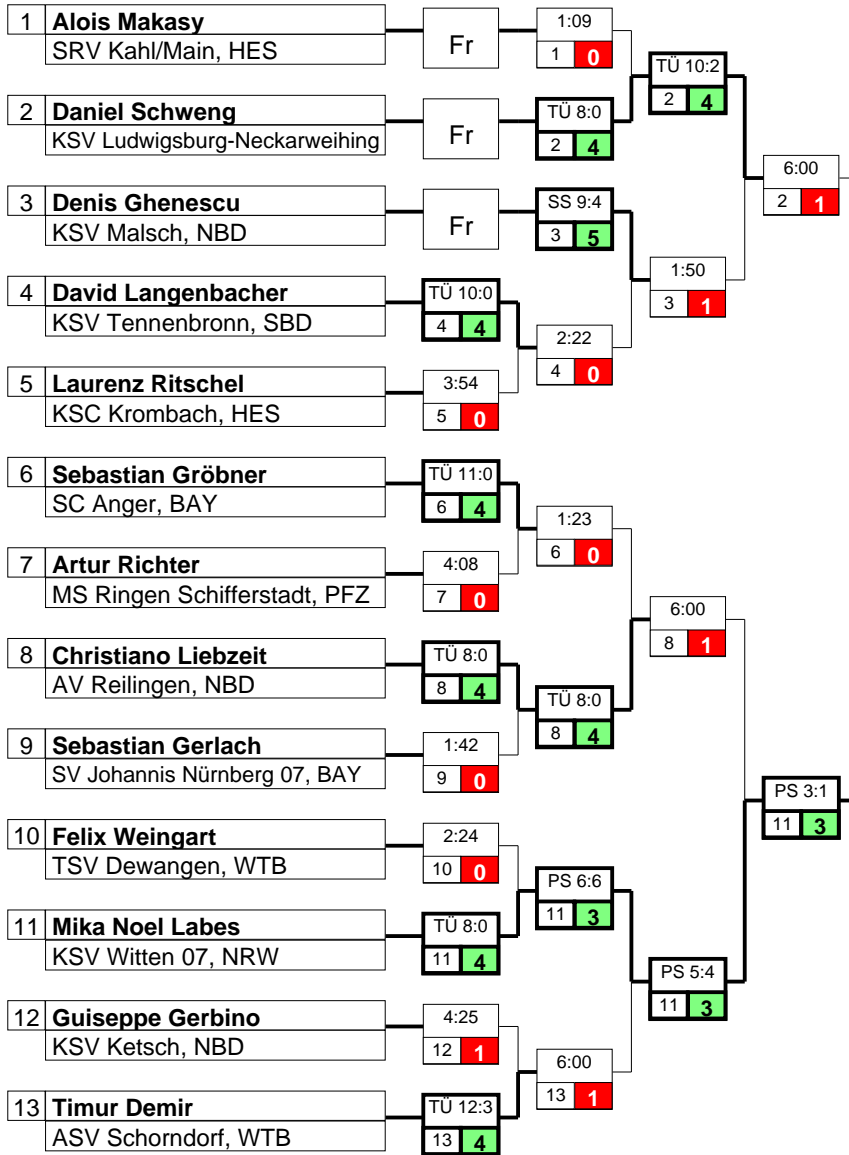 1 Alois Makasy
SRV Kahl/Main, HES
Fr
1:09
1 0
TÜ 10:2
2 4
2 Daniel Schweng
KSV Ludwigsburg-Neckarweihing
Fr
TÜ 8:0
2 4
6:00
2 1
3 Denis Ghenescu
KSV Malsch, NBD
Fr
SS 9:4
3 5
1:50
3 1
4 David Langenbacher
KSV Tennenbronn, SBD
TÜ 10:0
4 4
2:22
4 0
5 Laurenz Ritschel
KSC Krombach, HES
3:54
5 0
6 Sebastian Gröbner
SC Anger, BAY
TÜ 11:0
6 4
1:23
6 0
7 Artur Richter
MS Ringen Schifferstadt, PFZ
4:08
7 0
6:00
8 1
8 Christiano Liebzeit
AV Reilingen, NBD
TÜ 8:0
8 4
TÜ 8:0
8 4
9 Sebastian Gerlach
SV Johannis Nürnberg 07, BAY
1:42
9 0
PS 3:1
11 3
10 Felix Weingart
TSV Dewangen, WTB
2:24
10 0
PS 6:6
11 3
11 Mika Noel Labes
KSV Witten 07, NRW
TÜ 8:0
11 4
PS 5:4
11 3
12 Guiseppe Gerbino
KSV Ketsch, NBD
4:25
12 1
6:00
13 1
13 Timur Demir
ASV Schorndorf, WTB
TÜ 12:3
13 4